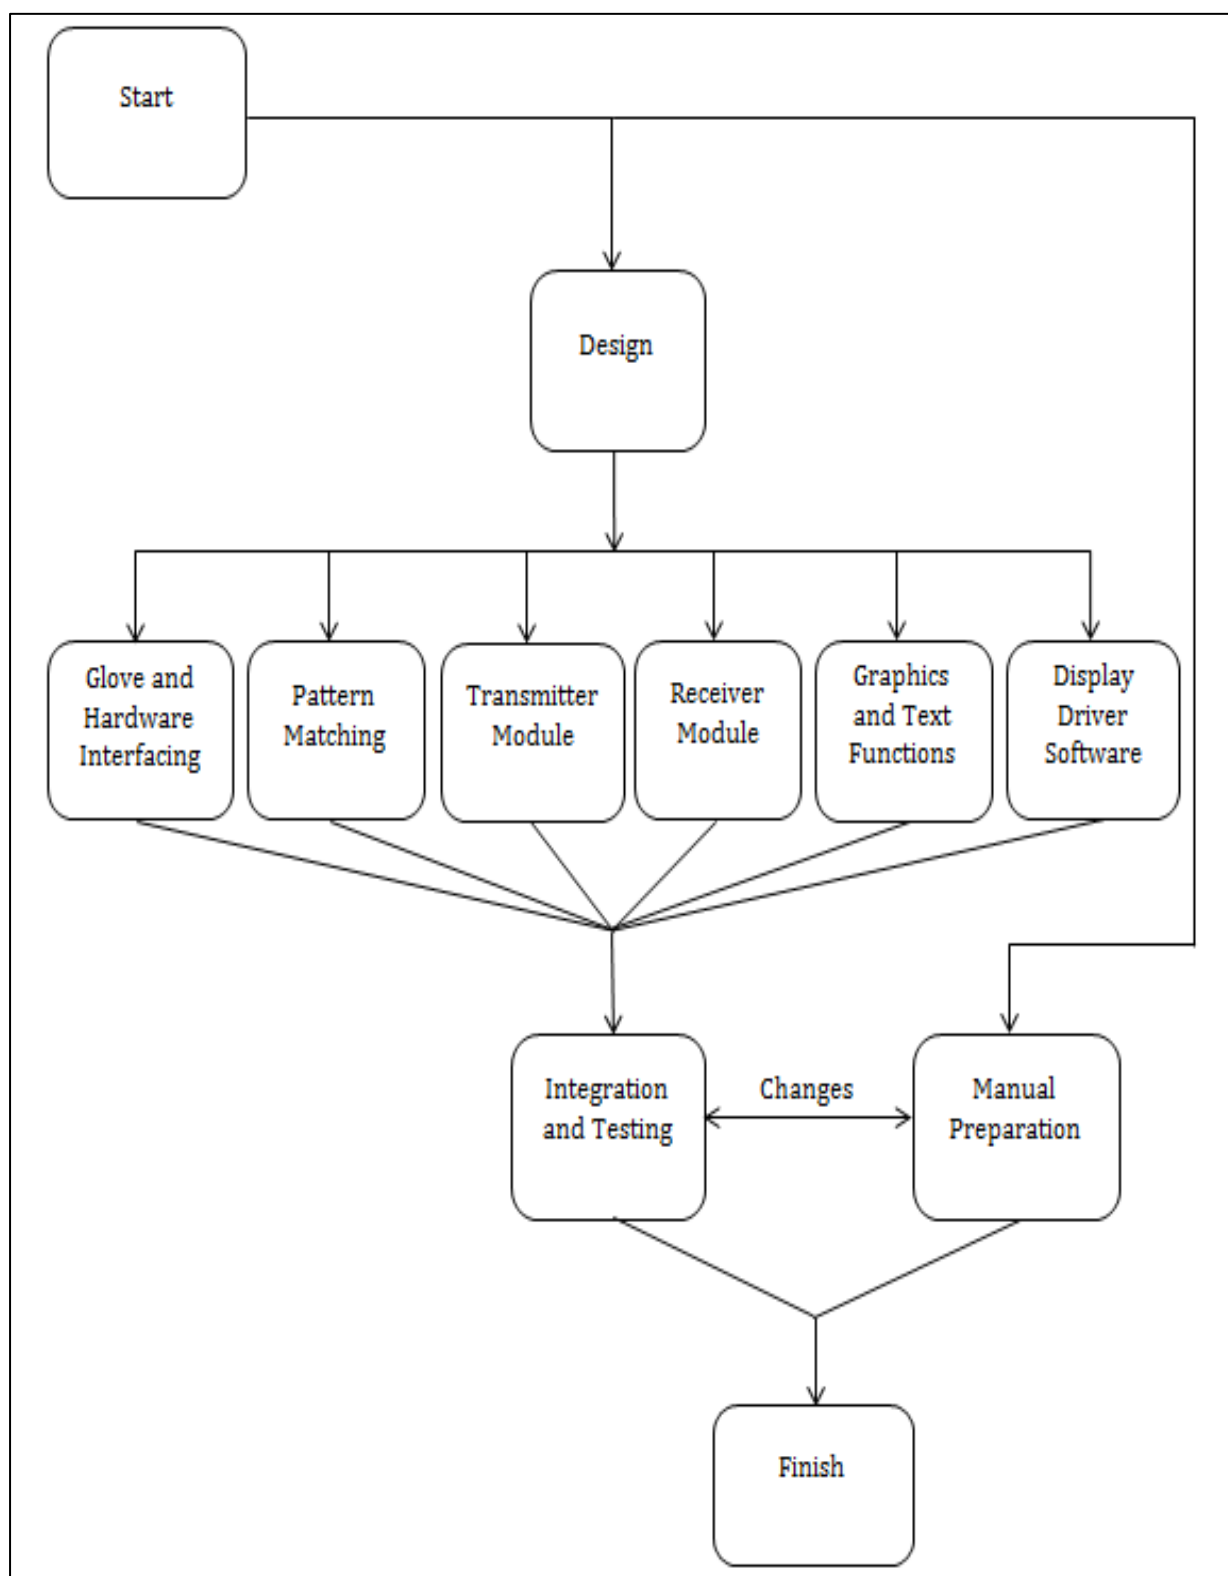 Start
Design
Glove and
Hardware
Interfacing
Pattern
Matching
Transmitter
Module
Receiver
Module
Graphics
and Text
Functions
Display
Driver
Software
Integration
and Testing
Changes
Manual
Preparation
Finish